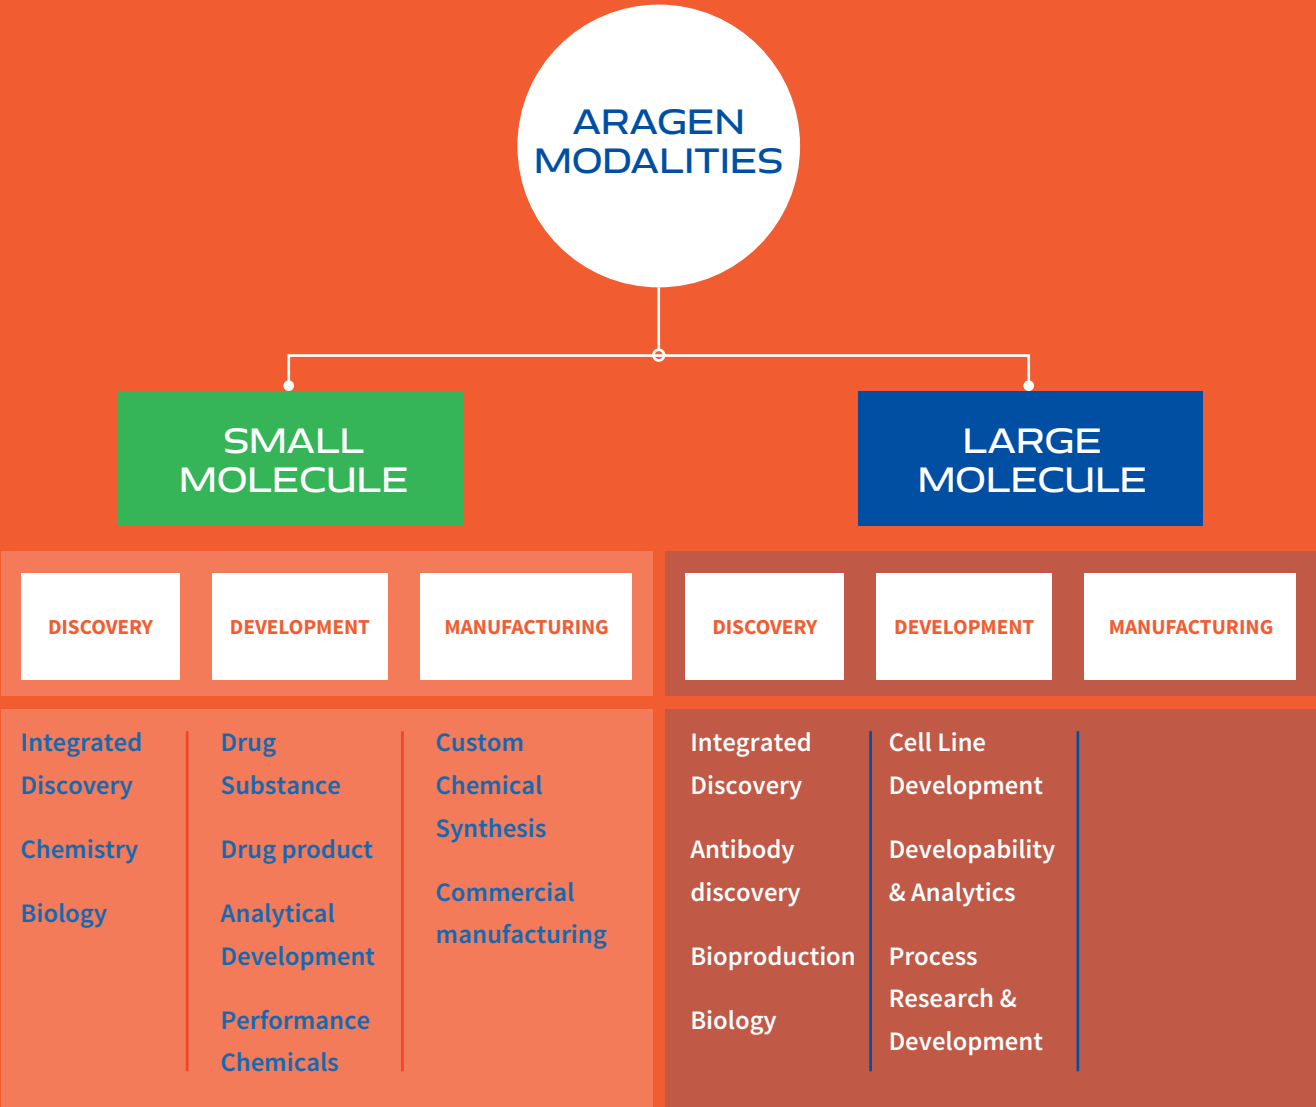 ARAGEN
MODALITIES
SMALL
MOLECULE
LARGE
MOLECULE
DISCOVERY
DEVELOPMENT
MANUFACTURING
DISCOVERY
DEVELOPMENT
MANUFACTURING
Integrated
Discovery
Chemistry
Biology
Drug
Substance
Drug product
Analytical
Development
Performance
Chemicals
Custom
Chemical
Synthesis
Commercial
manufacturing
Integrated
Discovery
Antibody
discovery
Bioproduction
Biology
Cell Line
Development
Developability
& Analytics
Process
Research &
Development